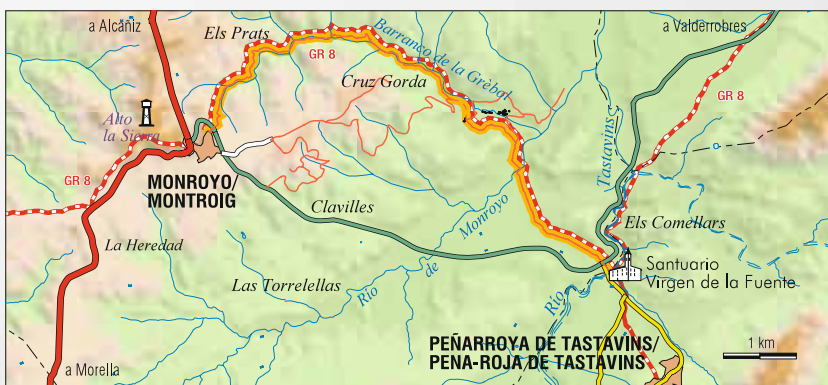 a Alcañiz
Els Prats
a Valderrobres
GR 8
Barranco de la Grèbol
Cruz Gorda
GR 8
Alto
la Sierra
Tastavins
GR 8
MONROYO/
MONTROIG
Clavilles
Els Comellars
La Heredad
Río de Monroyo
Santuario
Virgen de la Fuente
Las Torrelellas
Río
PEÑARROYA DE TASTAVINS/
PENA-ROJA DE TASTAVINS
1 km
a Morella